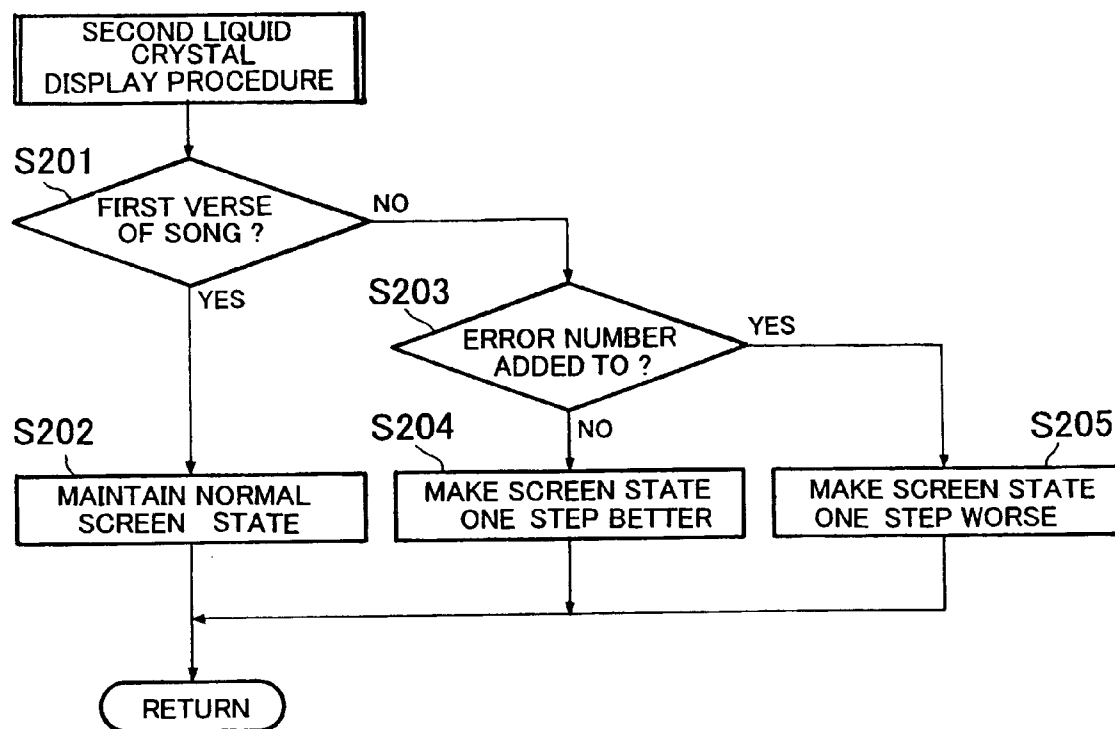 SECOND LIQUID
CRYSTAL
DISPLAY PROCEDURE
S201
FIRST VERSE
OF SONG ?
NO
YES
S203
ERROR NUMBER
ADDED TO ?
YES
NO
S202
MAINTAIN NORMAL
SCREEN STATE
S204
MAKE SCREEN STATE
ONE STEP BETTER
S205
MAKE SCREEN STATE
ONE STEP WORSE
RETURN